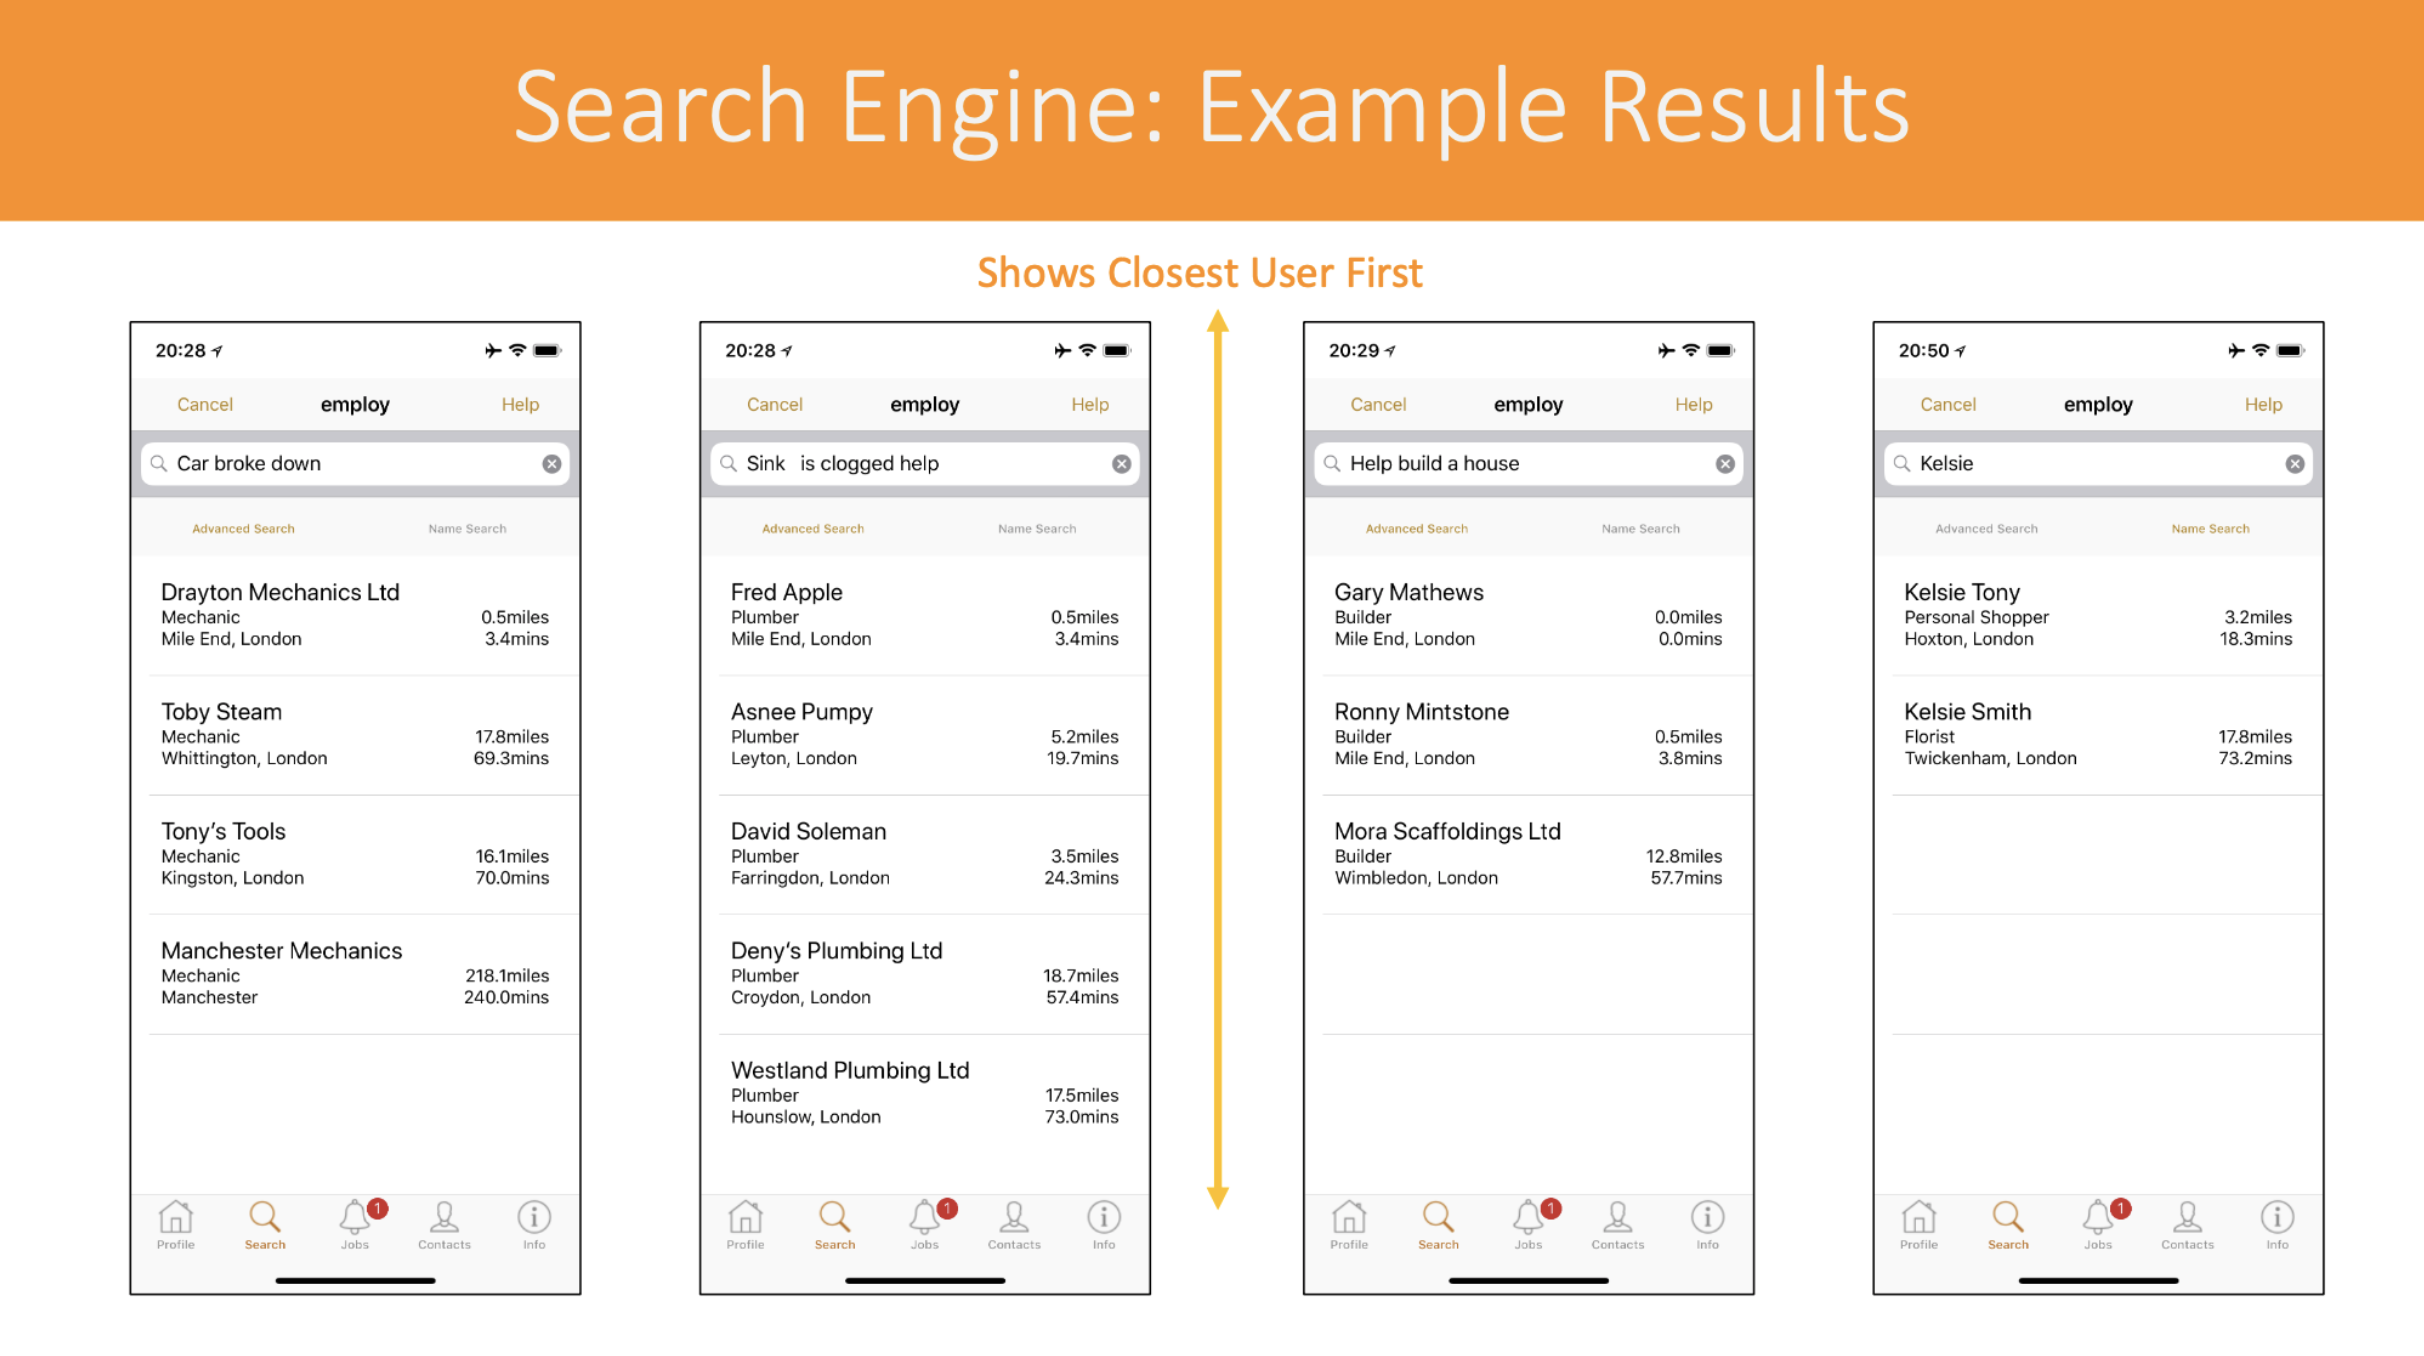 Search Engine: Example Results
Shows Closest User First
20:28
Cancel employ Help
Car broke down
Advanced Search Name Search
Drayton Mechanics Ltd
Mechanic 0.5miles
Mile End, London 3.4mins
Toby Steam
Mechanic 17.8miles
Whittington, London 69.3mins
Tony's Tools
Mechanic 16.1miles
Kingston, London 70.0mins
Manchester Mechanics
Mechanic 218.1miles
Manchester 240.0mins
1
Profile Search Jobs Contacts Info
20:28
Cancel employ Help
Sink is clogged help
Advanced Search Name Search
Fred Apple
Plumber 0.5miles
Mile End, London 3.4mins
Asnee Pumpy
Plumber 5.2miles
Leyton, London 19.7mins
David Soleman
Plumber 3.5miles
Farringdon, London 24.3mins
Deny's Plumbing Ltd
Plumber 18.7miles
Croydon, London 57.4mins
Westland Plumbing Ltd
Plumber 17.5miles
Hounslow, London 73.0mins
1
Profile Search Jobs Contacts Info
20:29
Cancel employ Help
Help build a house
Advanced Search Name Search
Gary Mathews
Builder 0.0miles
Mile End, London 0.0mins
Ronny Mintstone
Builder 0.5miles
Mile End, London 3.8mins
Mora Scaffoldings Ltd
Builder 12.8miles
Wimbledon, London 57.7mins
1
Profile Search Jobs Contacts Info
20:50
Cancel employ Help
Kelsie
Advanced Search Name Search
Kelsie Tony
Personal Shopper 3.2miles
Hoxton, London 18.3mins
Kelsie Smith
Florist 17.8miles
Twickenham, London 73.2mins
1
Profile Search Jobs Contacts Info